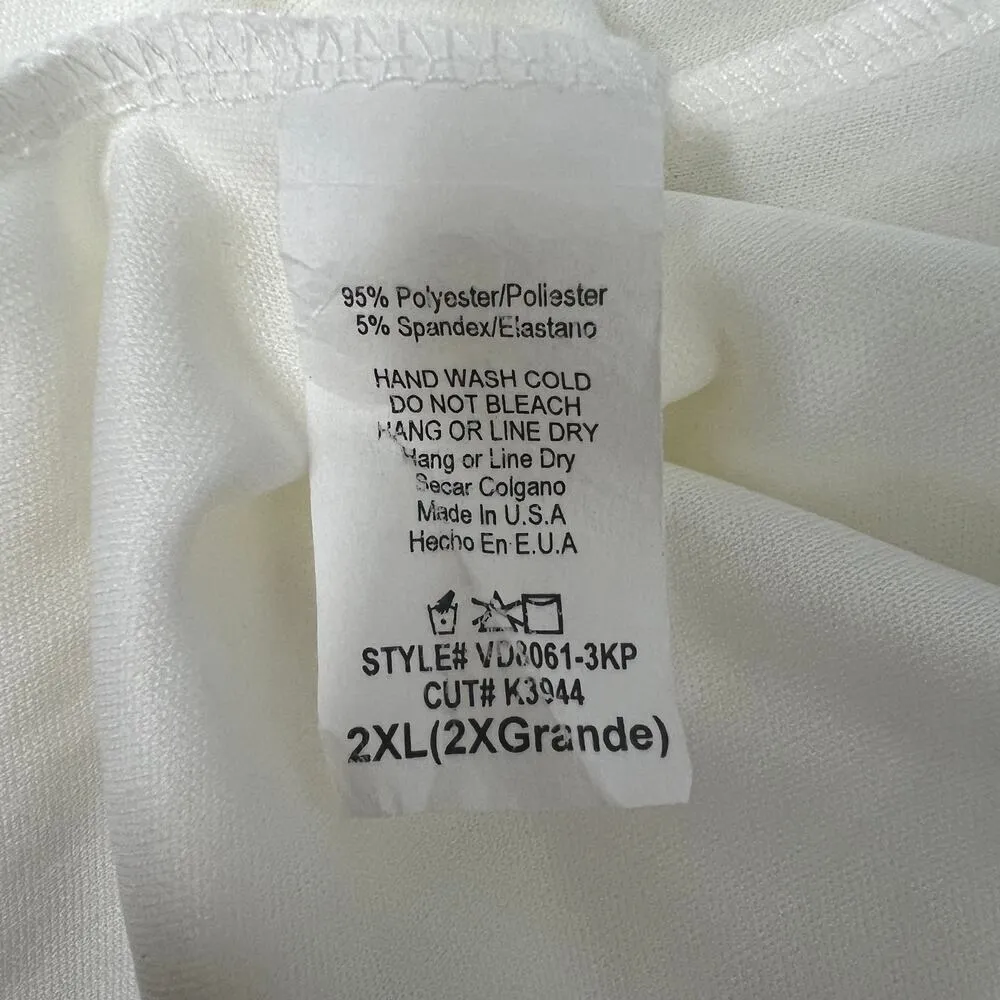 95% Polyester/Poliester
5% Spandex/Elastano
HAND WASH COLD
DO NOT BLEACH
HANG OR LINE DRY
Hang or Line Dry
Secar Colgano
Made In U.S.A
Hecho En E.U.A
STYLE# VD8061-3KP
CUT# K3944
2XL(2XGrande)